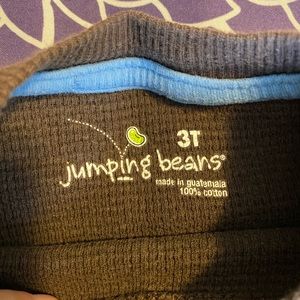 3T
jumping beans®
made in guatemala
100% cotton